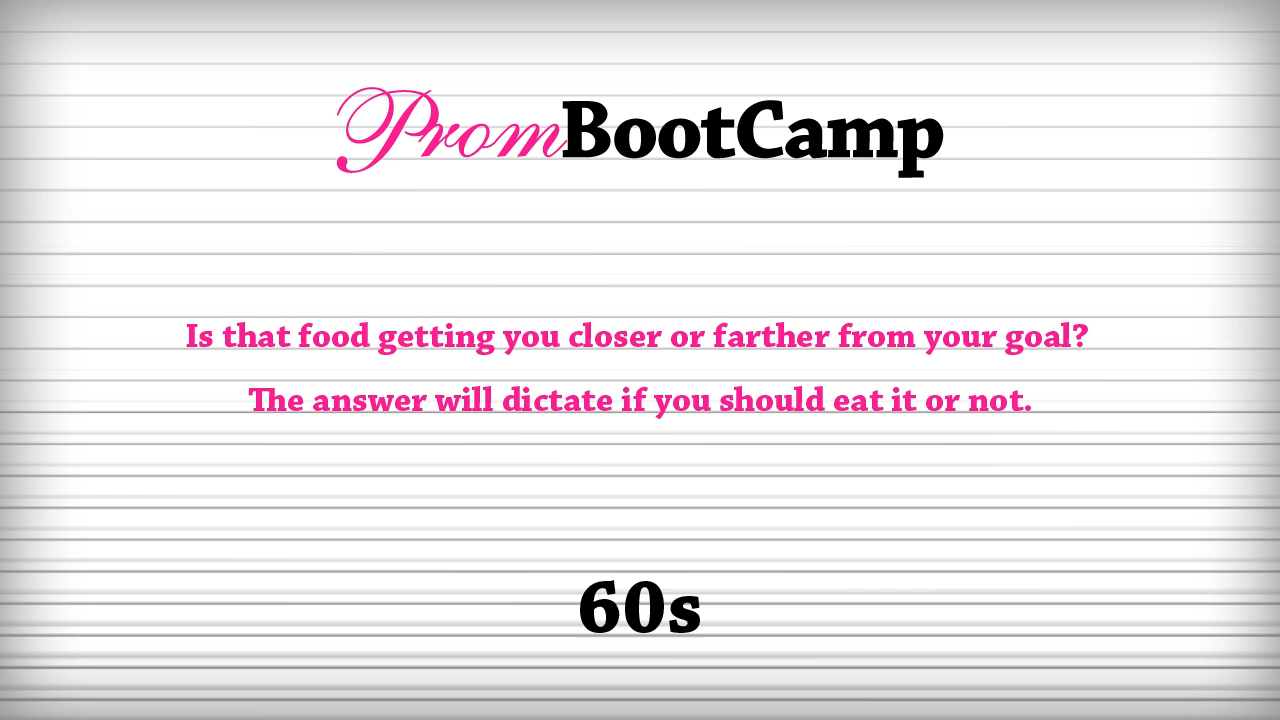 PromBootCamp
Is that food getting you closer or farther from your goal?
The answer will dictate if you should eat it or not.
60s